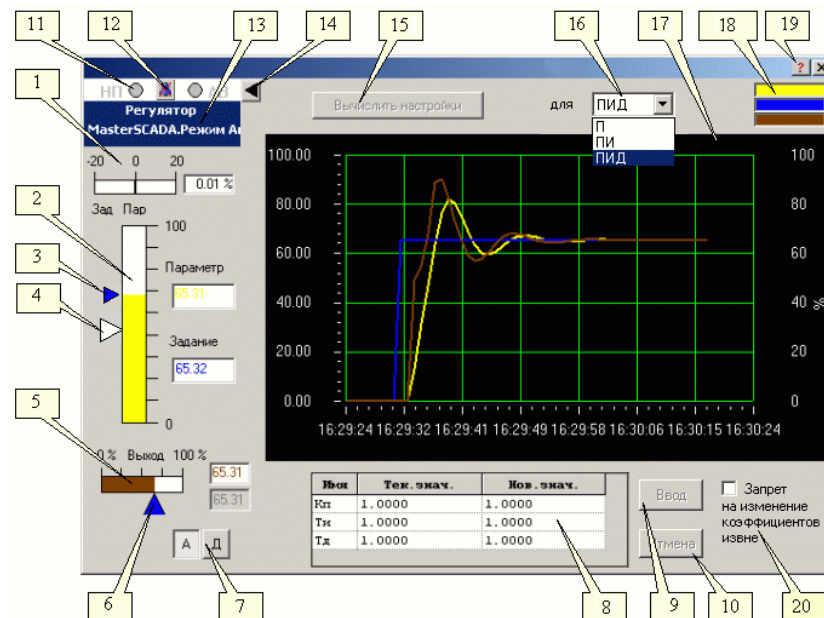 11 12 13 14 15 16 17 18 19
НП АЗ
? ×
Регулятор
MasterSCADA.Режим Ак
Вычислить настройки для ПИД
П
ПИ
ПИД
1
-20 0 20
0.01 %
Зад Пар
2
100
3
Параметр
65.31
4
Задание
65.32
0
5
0 % Выход 100 %
65.31
65.31
А Д
100.00 100
80.00 80
60.00 60
40.00 40 %
20.00 20
0.00 0
16:29:24 16:29:32 16:29:41 16:29:49 16:29:58 16:30:06 16:30:15 16:30:24
Имя Тек.знач. Нов.знач.
Кп 1.0000 1.0000
Ти 1.0000 1.0000
Тд 1.0000 1.0000
Ввод
Отмена
Запрет
на изменение
коэффициентов
извне
6 7 8 9 10 20